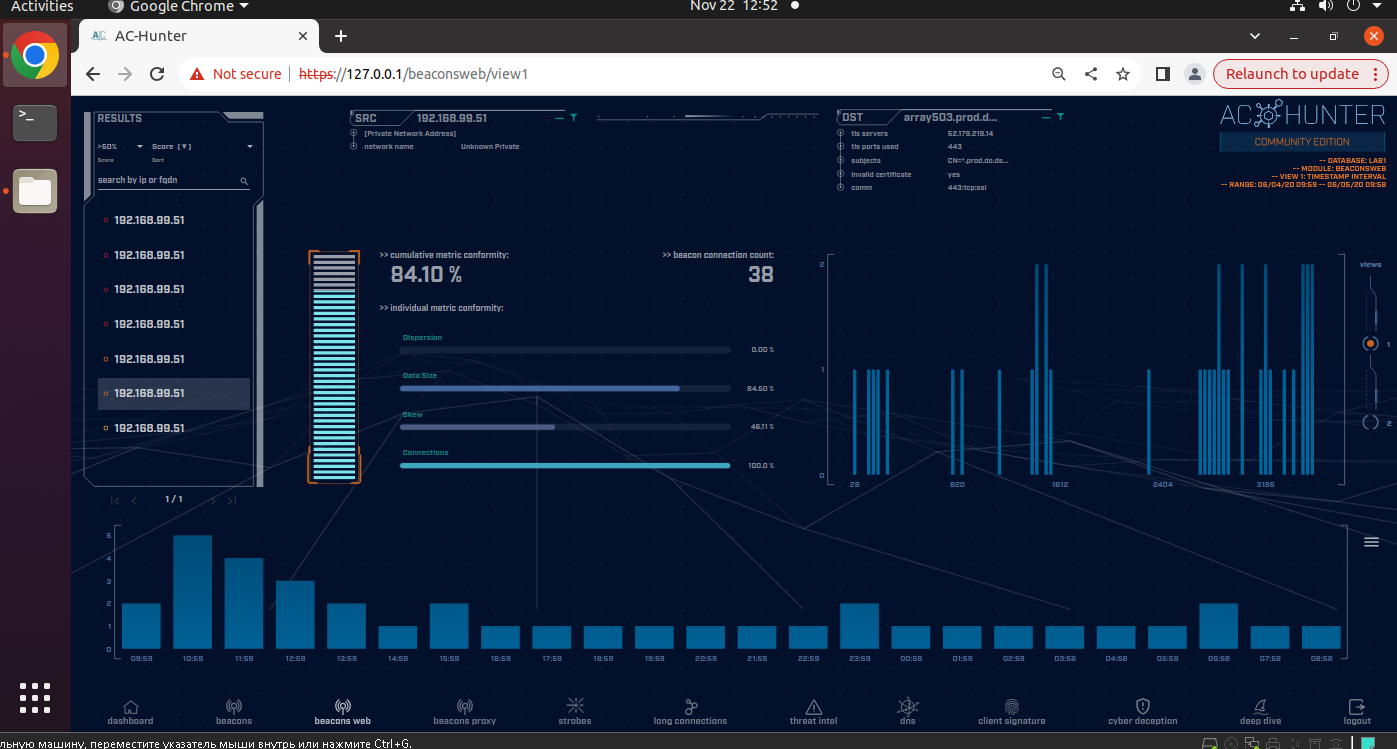 Activities Google Chrome Nov 22 12:52
AC-Hunter
Not secure https://127.0.0.1/beaconsweb/view1 Relaunch to update
RESULTS
>50% Score [▼]
Score Sort
search by ip or fqdn
192.168.99.51
192.168.99.51
192.168.99.51
192.168.99.51
192.168.99.51
192.168.99.51
192.168.99.51
1 / 1
SRC 192.168.99.51
[Private Network Address]
network name Unknown Private
DST array503.prod.d...
tls servers 52.179.219.14
tls ports used 443
subjects CN=*.prod.do.ds...
invalid certificate yes
comm 443:tcp:ssl
AC HUNTER
COMMUNITY EDITION
-- DATABASE: LAB1
-- MODULE: BEACONSWEB
-- VIEW 1: TIMESTAMP INTERVAL
-- RANGE: 06/04/20 09:59 -- 06/05/20 09:58
>> cumulative metric conformity:
84.10 %
>> beacon connection count:
38
>> individual metric conformity:
Dispersion
0.00 %
Data Size
84.50 %
Skew
48.11 %
Connections
100.0 %
2
1
0
28 820 1612 2404 3196
views
1
2
5
4
3
2
1
0
09:59 10:59 11:59 12:59 13:59 14:59 15:59 16:59 17:59 18:59 19:59 20:59 21:59 22:59 23:59 00:59 01:59 02:59 03:58 04:58 05:58 06:58 07:58 08:58
dashboard beacons beacons web beacons proxy strobes long connections threat intel dns client signature cyber deception deep dive logout
льную машину, переместите указатель мыши внутрь или нажмите Ctrl+G.